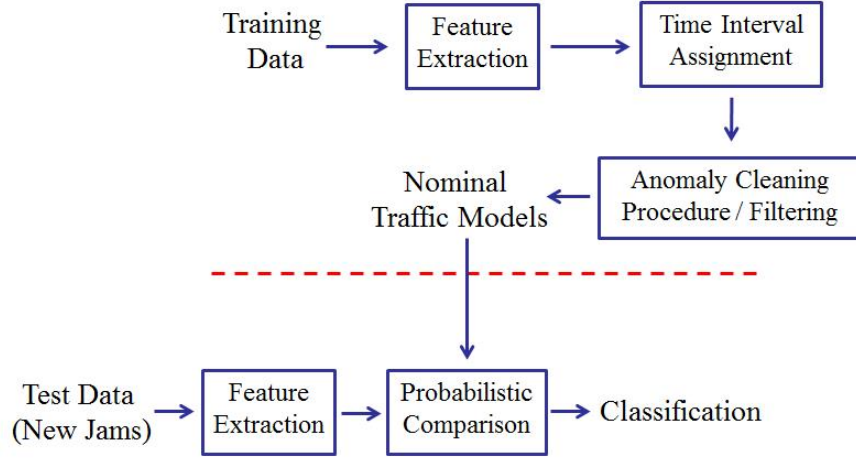 Training
Data
Feature
Extraction
Time Interval
Assignment
Anomaly Cleaning
Procedure / Filtering
Nominal
Traffic Models
Test Data
(New Jams)
Feature
Extraction
Probabilistic
Comparison
Classification